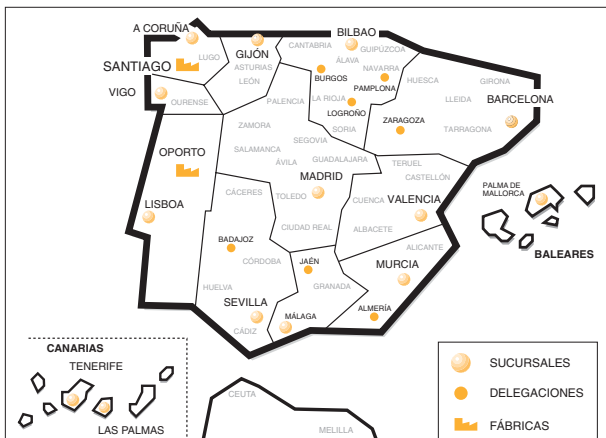 A CORUÑA
BILBAO
LUGO
GIJÓN
CANTABRIA
GUIPÚZCOA
ÁLAVA
SANTIAGO
ASTURIAS
NAVARRA
LEÓN
BURGOS
PAMPLONA
HUESCA
GIRONA
VIGO
OURENSE
PALENCIA
LA RIOJA
LLEIDA
BARCELONA
LOGROÑO
ZAMORA
SORIA
ZARAGOZA
TARRAGONA
SEGOVIA
OPORTO
SALAMANCA
ÁVILA
GUADALAJARA
TERUEL
CASTELLÓN
MADRID
CÁCERES
TOLEDO
PALMA DE
MALLORCA
LISBOA
CUENCA
VALENCIA
CIUDAD REAL
ALBACETE
BADAJOZ
ALICANTE
BALEARES
CÓRDOBA
JAÉN
MURCIA
HUELVA
GRANADA
SEVILLA
ALMERÍA
MÁLAGA
CÁDIZ
CANARIAS
TENERIFE
LAS PALMAS
CEUTA
MELILLA
SUCURSALES
DELEGACIONES
FÁBRICAS